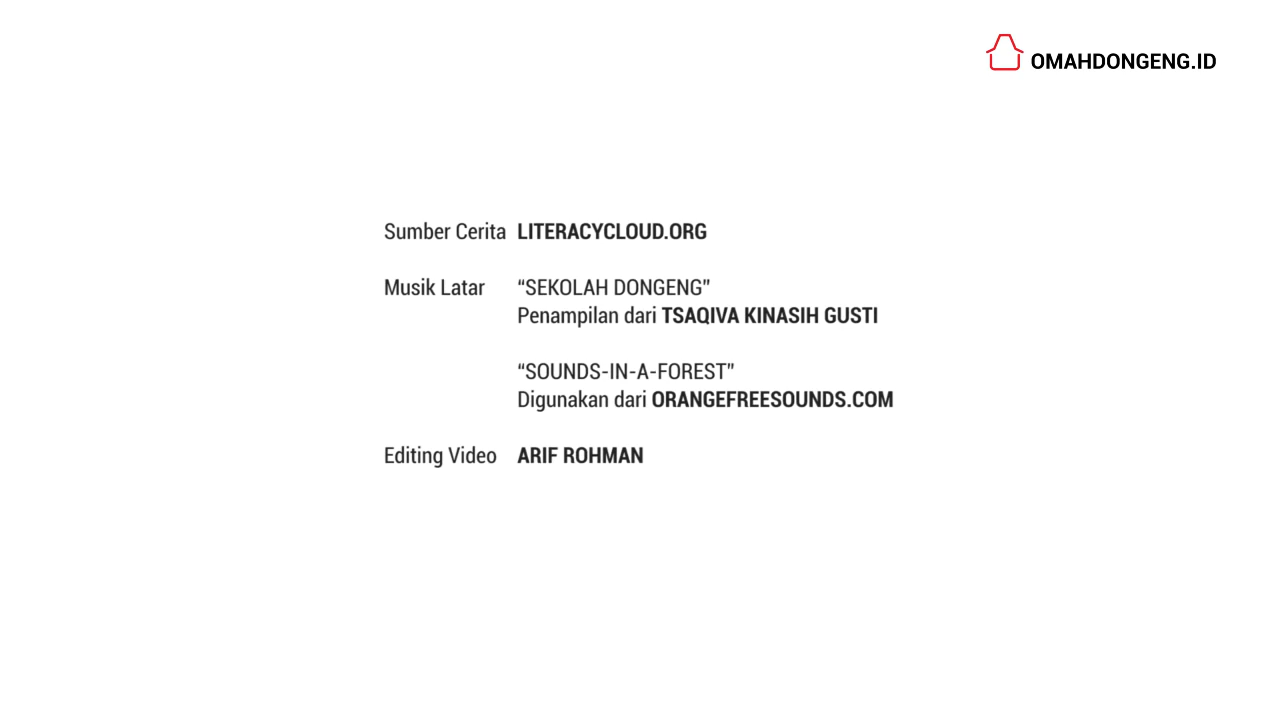 OMAHDONGENG.ID
Sumber Cerita LITERACYCLOUD.ORG
Musik Latar “SEKOLAH DONGENG”
Penampilan dari TSAQIVA KINASIH GUSTI
“SOUNDS-IN-A-FOREST”
Digunakan dari ORANGEFREESOUNDS.COM
Editing Video ARIF ROHMAN